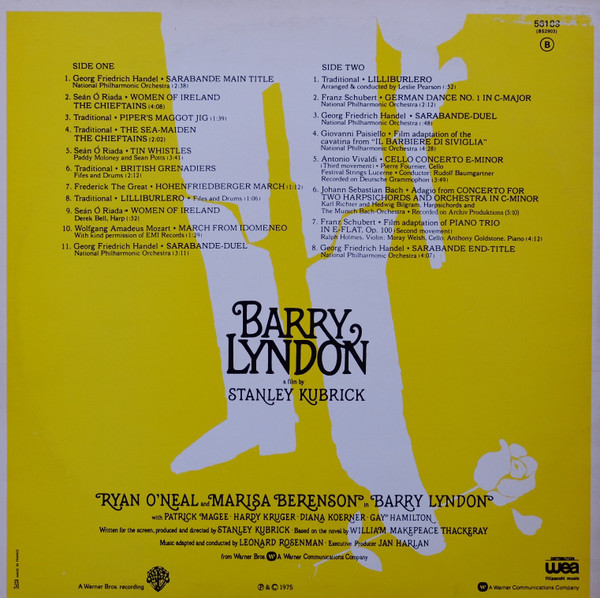 56189
(BS2903)
B
SIDE ONE
1. Georg Friedrich Handel • SARABANDE MAIN TITLE
National Philharmonic Orchestra (2:38)
2. Seán Ó Riada • WOMEN OF IRELAND
THE CHIEFTAINS (4:08)
3. Traditional • PIPER'S MAGGOT JIG (1:39)
4. Traditional • THE SEA-MAIDEN
THE CHIEFTAINS (2:02)
5. Seán Ó Riada • TIN WHISTLES
Paddy Moloney and Sean Potts (3:41)
6. Traditional • BRITISH GRENADIERS
Fifes and Drums (2:12)
7. Frederick The Great • HOHENFRIEDBERGER MARCH (1:12)
8. Traditional • LILLIBURLERO • Fifes and Drums (1:06)
9. Seán Ó Riada • WOMEN OF IRELAND
Derek Bell, Harp (:52)
10. Wolfgang Amadeus Mozart • MARCH FROM IDOMENEO
With kind permission of EMI Records (1:29)
11. Georg Friedrich Handel • SARABANDE-DUEL
National Philharmonic Orchestra (3:11)
SIDE TWO
1. Traditional • LILLIBURLERO
Arranged & conducted by Leslie Pearson (:52)
2. Franz Schubert • GERMAN DANCE NO. 1 IN C-MAJOR
National Philharmonic Orchestra (2:12)
3. Georg Friedrich Handel • SARABANDE-DUEL
National Philharmonic Orchestra (:48)
4. Giovanni Paisiello • Film adaptation of the
cavatina from "IL BARBIERE DI SIVIGLIA"
National Philharmonic Orchestra (4:28)
5. Antonio Vivaldi • CELLO CONCERTO E-MINOR
(Third movement) • Pierre Fournier, Cello
Festival Strings Lucerne • Conductor: Rudolf Baumgartner
Recorded on Deutsche Grammophon (3:49)
6. Johann Sebastian Bach • Adagio from CONCERTO FOR
TWO HARPSICHORDS AND ORCHESTRA IN C-MINOR
Karl Richter and Hedwig Bilgram, Harpsichords and
The Munich Bach-Orchestra • Recorded on Archiv Produktions (5:10)
7. Franz Schubert • Film adaptation of PIANO TRIO
IN E-FLAT, Op. 100 (Second movement)
Ralph Holmes, Violin; Moray Welsh, Cello; Anthony Goldstone, Piano (4:12)
8. Georg Friedrich Handel • SARABANDE END-TITLE
National Philharmonic Orchestra (4:07)
BARRY
LYNDON
a film by
STANLEY KUBRICK
RYAN O'NEAL and MARISA BERENSON in BARRY LYNDON
with PATRICK MAGEE • HARDY KRUGER • DIANA KOERNER • GAY HAMILTON
Written for the screen, produced and directed by STANLEY KUBRICK • Based on the novel by WILLIAM MAKEPEACE THACKERAY
Music adapted and conducted by LEONARD ROSENMAN • Executive Producer JAN HARLAN
from Warner Bros. A Warner Communications Company
MADE IN FRANCE
A Warner Bros. recording
WB
℗ & © 1975
DISTRIBUTION
wea
filipacchi music
A Warner Communications Company